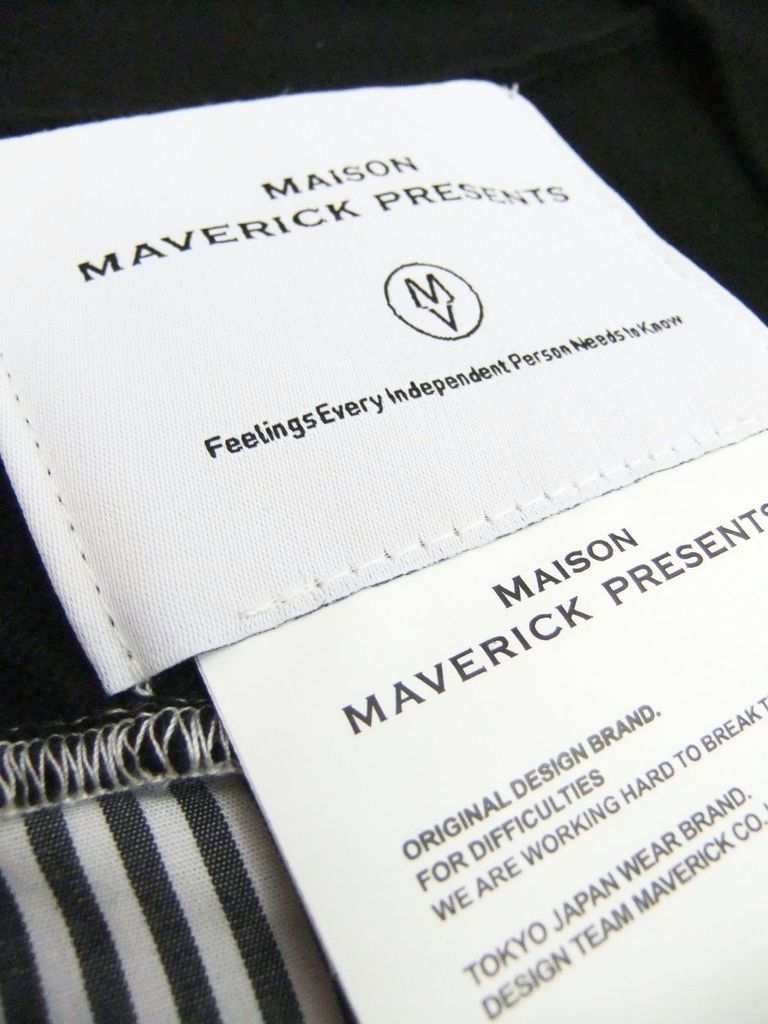 MAISON
MAVERICK PRESENTS
MV
Feelings Every Independent Person Needs to Know
MAISON
MAVERICK PRESENTS
ORIGINAL DESIGN BRAND.
FOR DIFFICULTIES
WE ARE WORKING HARD TO BREAK
TOKYO JAPAN WEAR BRAND.
DESIGN TEAM MAVERICK CO.